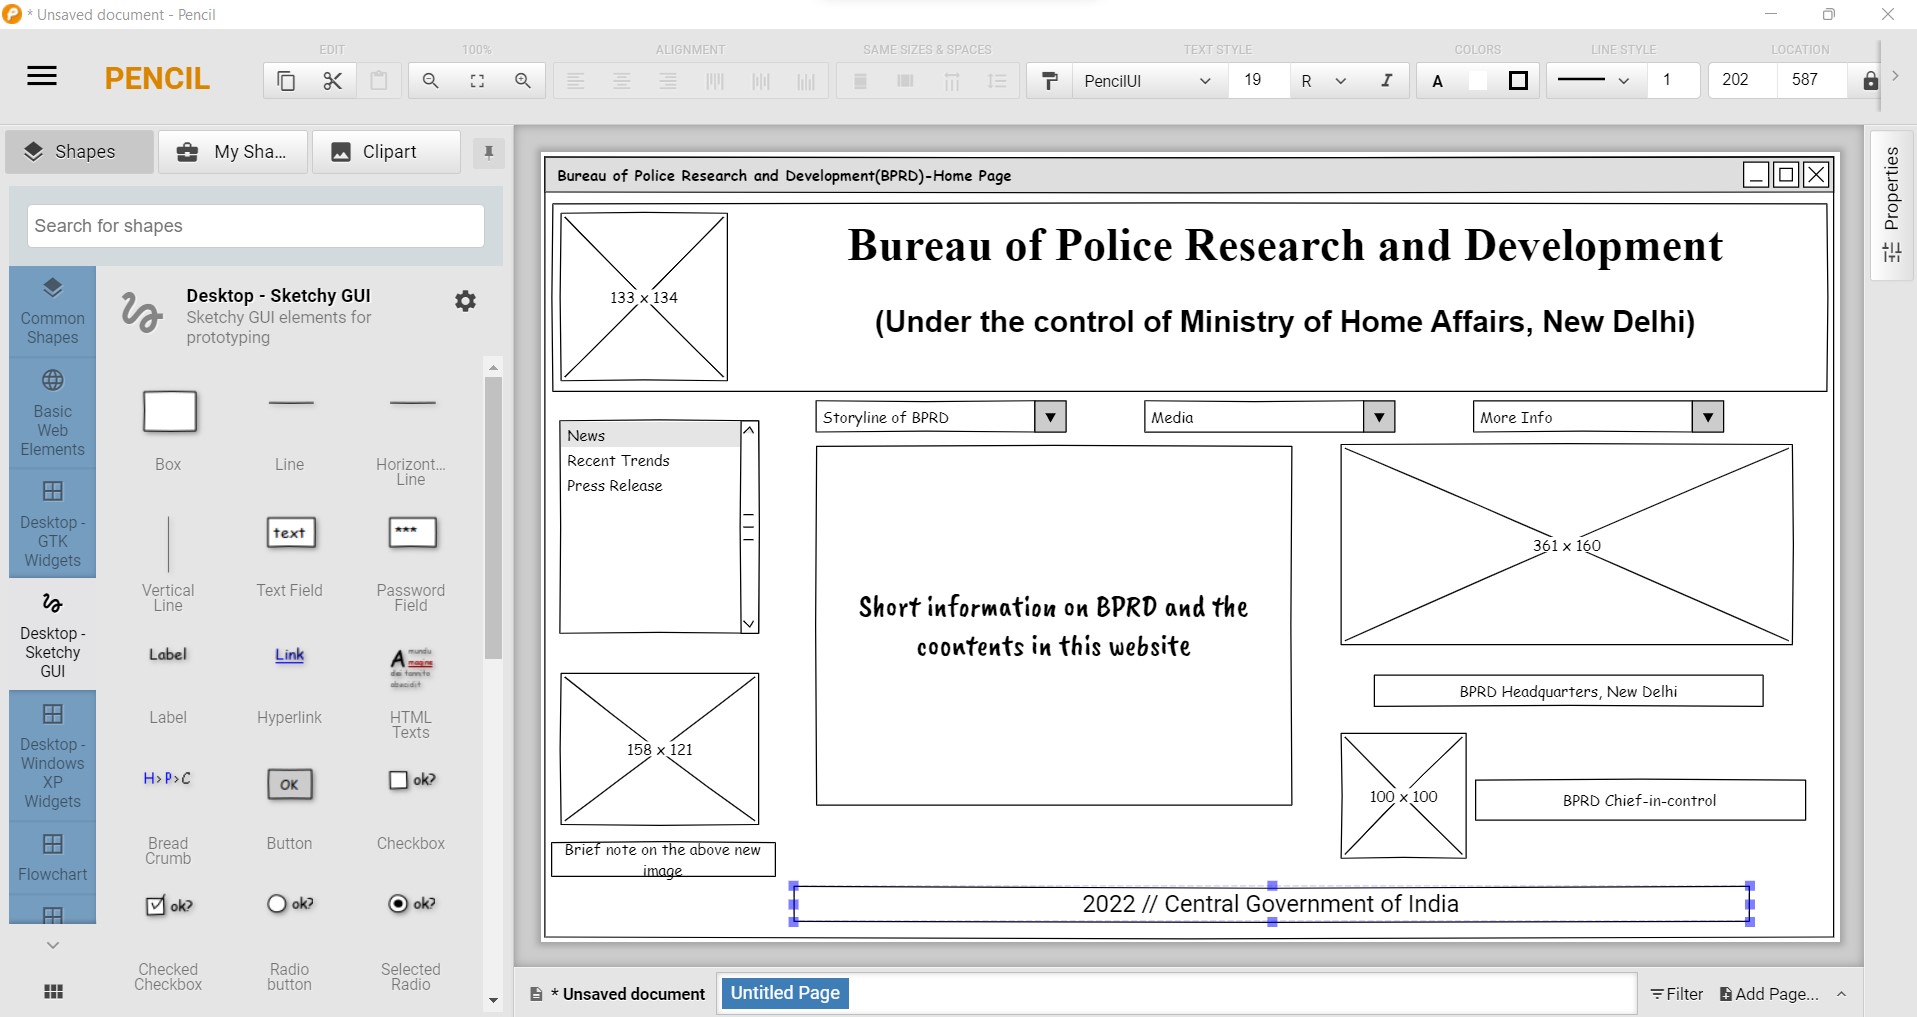 * Unsaved document - Pencil
EDIT
100%
ALIGNMENT
SAME SIZES & SPACES
TEXT STYLE
COLORS
LINE STYLE
LOCATION
PENCIL
PencilUI
19
R
I
A
1
202
587
Shapes
My Sha...
Clipart
Search for shapes
Common
Shapes
Basic
Web
Elements
Desktop -
GTK
Widgets
Desktop -
Sketchy
GUI
Desktop -
Windows
XP
Widgets
Flowchart
Desktop - Sketchy GUI
Sketchy GUI elements for
prototyping
Box
Line
Horizont...
Line
text
***
Vertical
Line
Text Field
Password
Field
Label
Link
A
Label
Hyperlink
HTML
Texts
H>P>C
OK
ok?
Bread
Crumb
Button
Checkbox
ok?
ok?
ok?
Checked
Checkbox
Radio
button
Selected
Radio
Bureau of Police Research and Development(BPRD)-Home Page
133 x 134
Bureau of Police Research and Development
(Under the control of Ministry of Home Affairs, New Delhi)
Storyline of BPRD
Media
More Info
News
Recent Trends
Press Release
Short information on BPRD and the
coontents in this website
361 x 160
BPRD Headquarters, New Delhi
158 x 121
100 x 100
BPRD Chief-in-control
Brief note on the above new
image
2022 // Central Government of India
Properties
* Unsaved document
Untitled Page
Filter
Add Page...